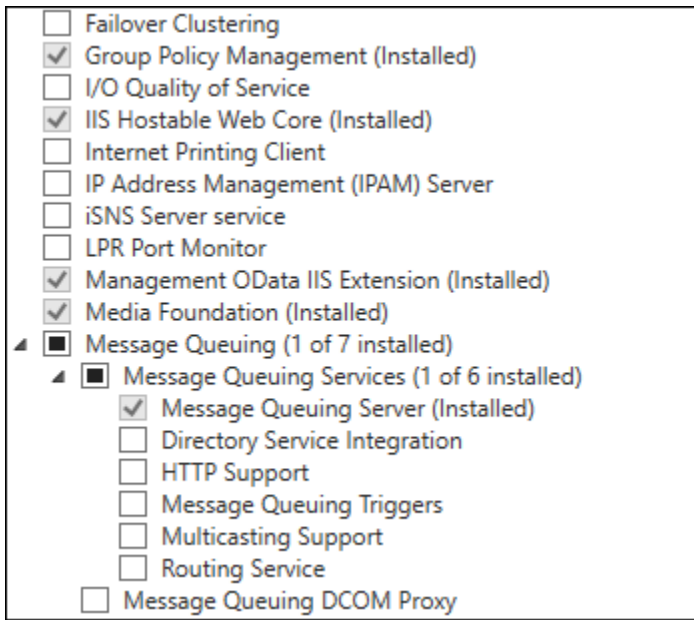 Failover Clustering
Group Policy Management (Installed)
I/O Quality of Service
IIS Hostable Web Core (Installed)
Internet Printing Client
IP Address Management (IPAM) Server
iSNS Server service
LPR Port Monitor
Management OData IIS Extension (Installed)
Media Foundation (Installed)
Message Queuing (1 of 7 installed)
Message Queuing Services (1 of 6 installed)
Message Queuing Server (Installed)
Directory Service Integration
HTTP Support
Message Queuing Triggers
Multicasting Support
Routing Service
Message Queuing DCOM Proxy